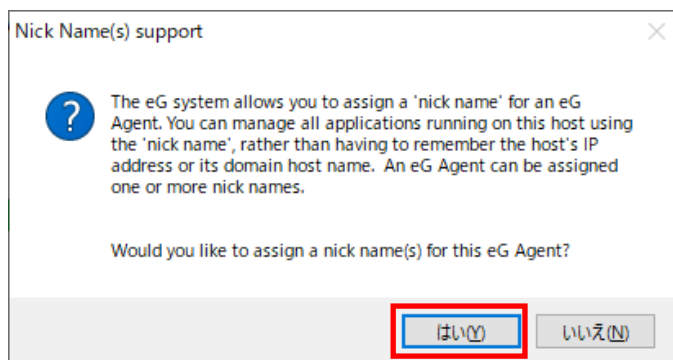 Nick Name(s) support
The eG system allows you to assign a 'nick name' for an eG
Agent. You can manage all applications running on this host using
the 'nick name', rather than having to remember the host's IP
address or its domain host name.  An eG Agent can be assigned
one or more nick names.
Would you like to assign a nick name(s) for this eG Agent?
はい(Y)
いいえ(N)